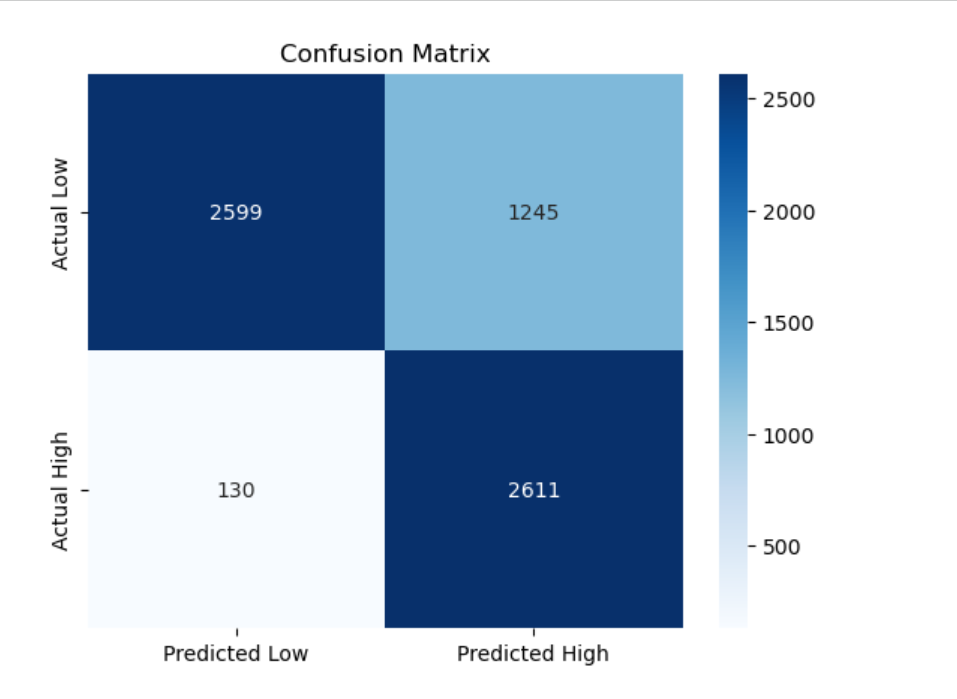 Confusion Matrix
Actual Low
2599
1245
Actual High
130
2611
Predicted Low
Predicted High
2500
2000
1500
1000
500